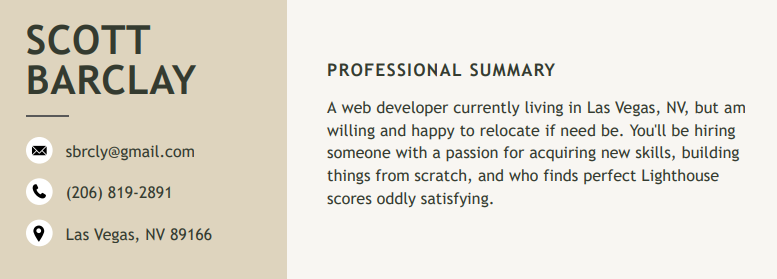 SCOTT
BARCLAY
sbrcly@gmail.com
(206) 819-2891
Las Vegas, NV 89166
PROFESSIONAL SUMMARY
A web developer currently living in Las Vegas, NV, but am
willing and happy to relocate if need be. You'll be hiring
someone with a passion for acquiring new skills, building
things from scratch, and who finds perfect Lighthouse
scores oddly satisfying.